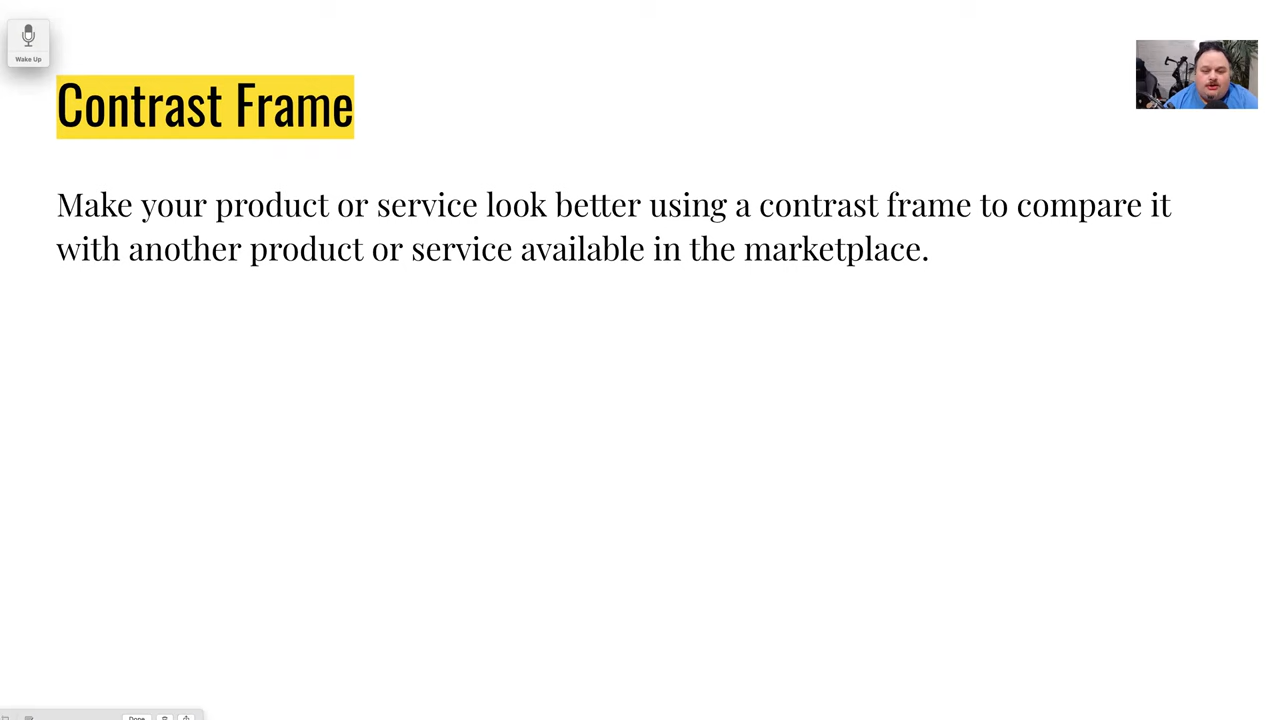 Wake Up
Contrast Frame
Make your product or service look better using a contrast frame to compare it
with another product or service available in the marketplace.
Done